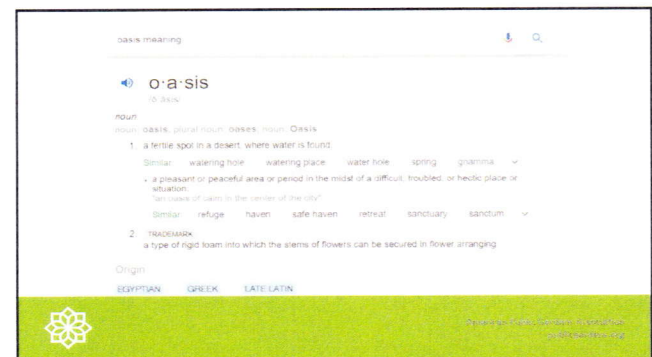 oasis meaning
o·a·sis
noun
noun: oasis, plural noun: oases, noun: Oasis
1. a fertile spot in a desert, where water is found.
Similar: watering hole watering place water hole spring gnamma
• a pleasant or peaceful area or period in the midst of a difficult, troubled, or hectic place or
situation.
"an oasis of calm in the center of the city"
Similar: refuge haven safe haven retreat sanctuary sanctum
2. TRADEMARK
a type of rigid foam into which the stems of flowers can be secured in flower arranging.
Origin
EGYPTIAN GREEK LATE LATIN